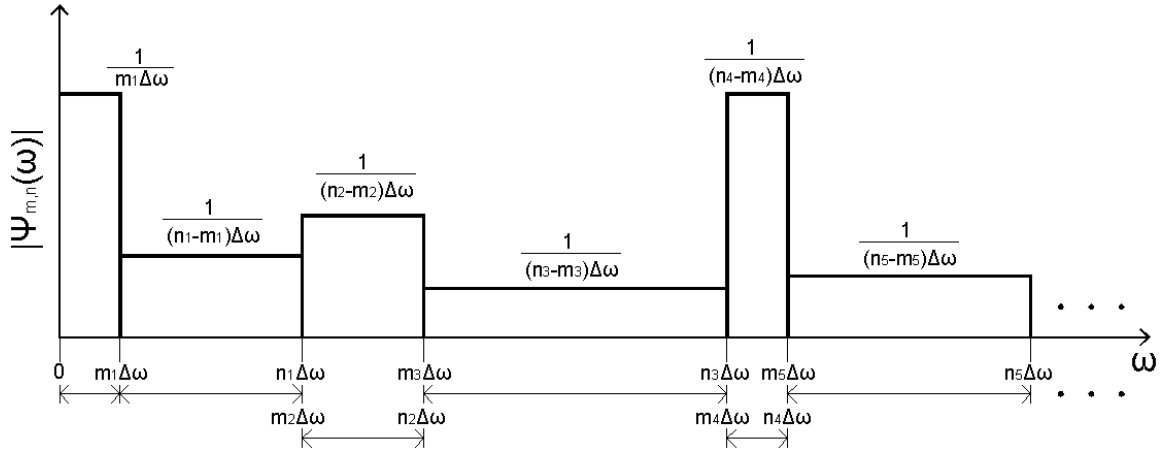 1
m₁Δω
1
(n₄-m₄)Δω
|Ψm,n(ω)|
1
(n₂-m₂)Δω
1
(n₁-m₁)Δω
1
(n₃-m₃)Δω
1
(n₅-m₅)Δω
. . .
0 m₁Δω n₁Δω m₃Δω n₃Δω m₅Δω n₅Δω ω
. . .
m₂Δω n₂Δω m₄Δω n₄Δω